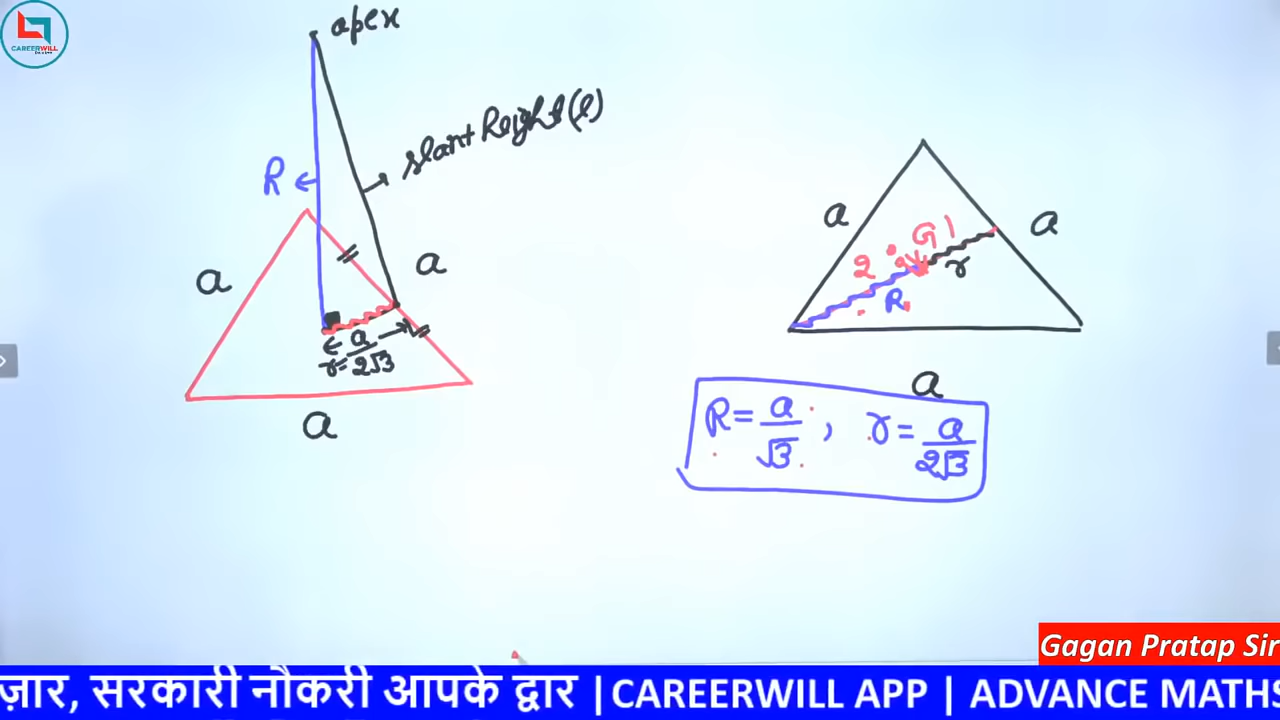 CAREERWILL
apex
slant height(l)
h
a
a
a
r=a/2√3
a
a
a
2 : 1
G
R
r
R=a/√3 ; r=a/2√3
Gagan Pratap Sir
ज़ार, सरकारी नौकरी आपके द्वार | CAREERWILL APP | ADVANCE MATHS